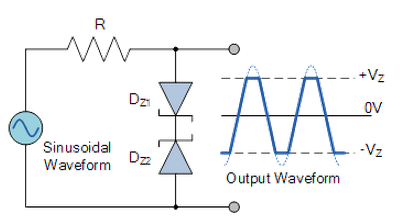 R
+VZ
DZ1
0V
Sinusoidal
Waveform
DZ2
-VZ
Output Waveform